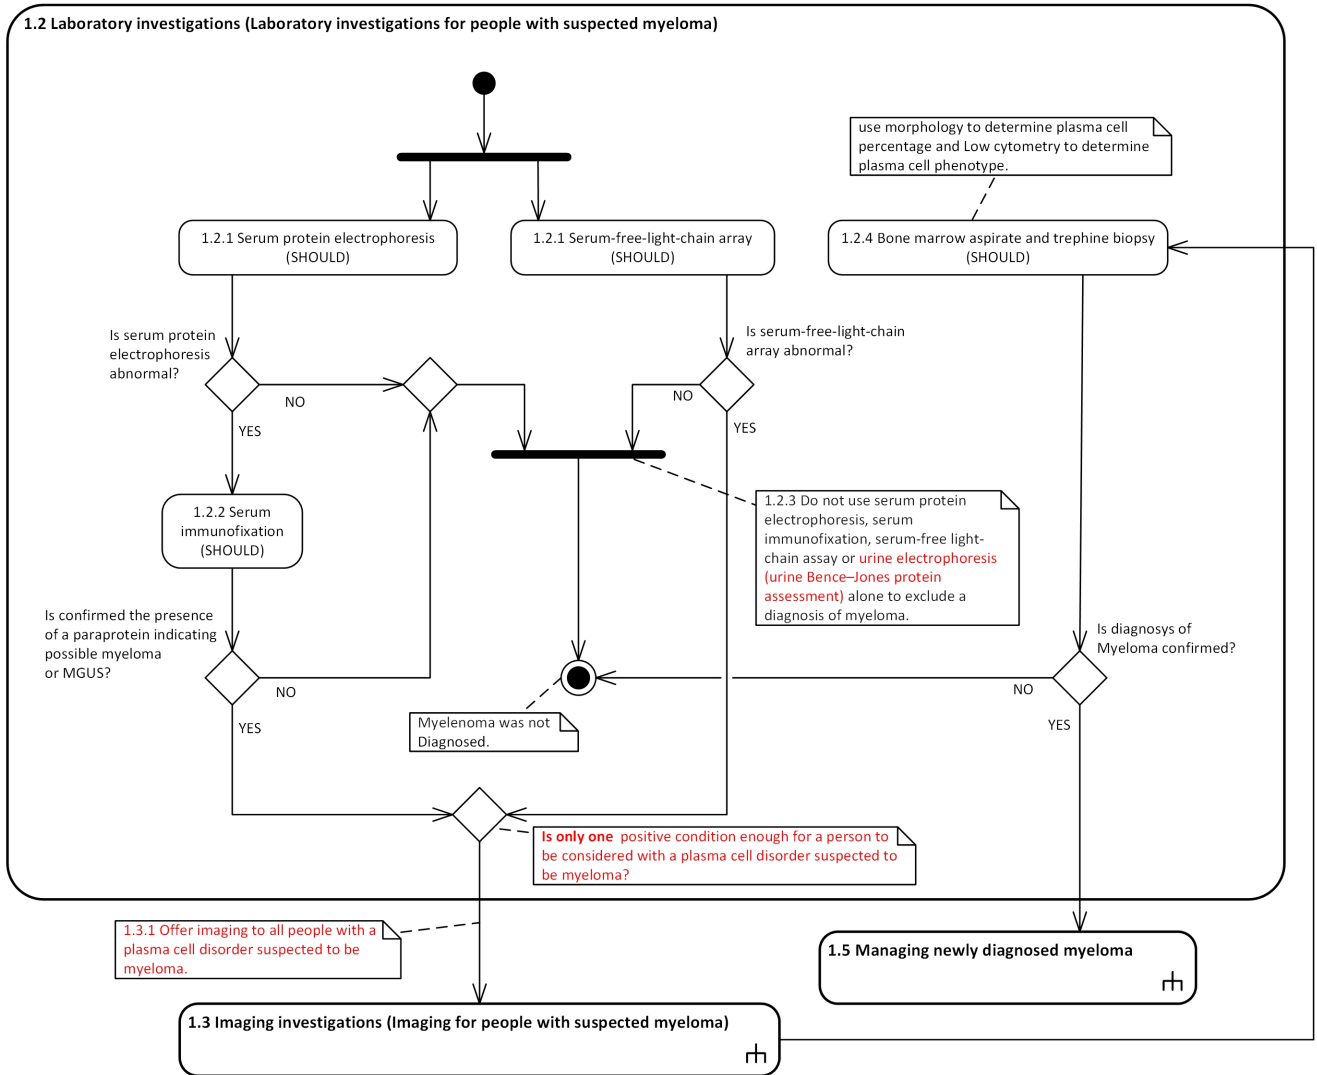 1.2 Laboratory investigations (Laboratory investigations for people with suspected myeloma)
use morphology to determine plasma cell
percentage and Low cytometry to determine
plasma cell phenotype.
1.2.1 Serum protein electrophoresis
(SHOULD)
1.2.1 Serum-free-light-chain array
(SHOULD)
1.2.4 Bone marrow aspirate and trephine biopsy
(SHOULD)
Is serum protein
electrophoresis
abnormal?
Is serum-free-light-chain
array abnormal?
NO
NO
YES
YES
1.2.2 Serum
immunofixation
(SHOULD)
1.2.3 Do not use serum protein
electrophoresis, serum
immunofixation, serum-free light-
chain assay or urine electrophoresis
(urine Bence–Jones protein
assessment) alone to exclude a
diagnosis of myeloma.
Is confirmed the presence
of a paraprotein indicating
possible myeloma
or MGUS?
Is diagnosys of
Myeloma confirmed?
NO
NO
YES
YES
Myelenoma was not
Diagnosed.
Is only one positive condition enough for a person to
be considered with a plasma cell disorder suspected to
be myeloma?
1.3.1 Offer imaging to all people with a
plasma cell disorder suspected to be
myeloma.
1.5 Managing newly diagnosed myeloma
1.3 Imaging investigations (Imaging for people with suspected myeloma)